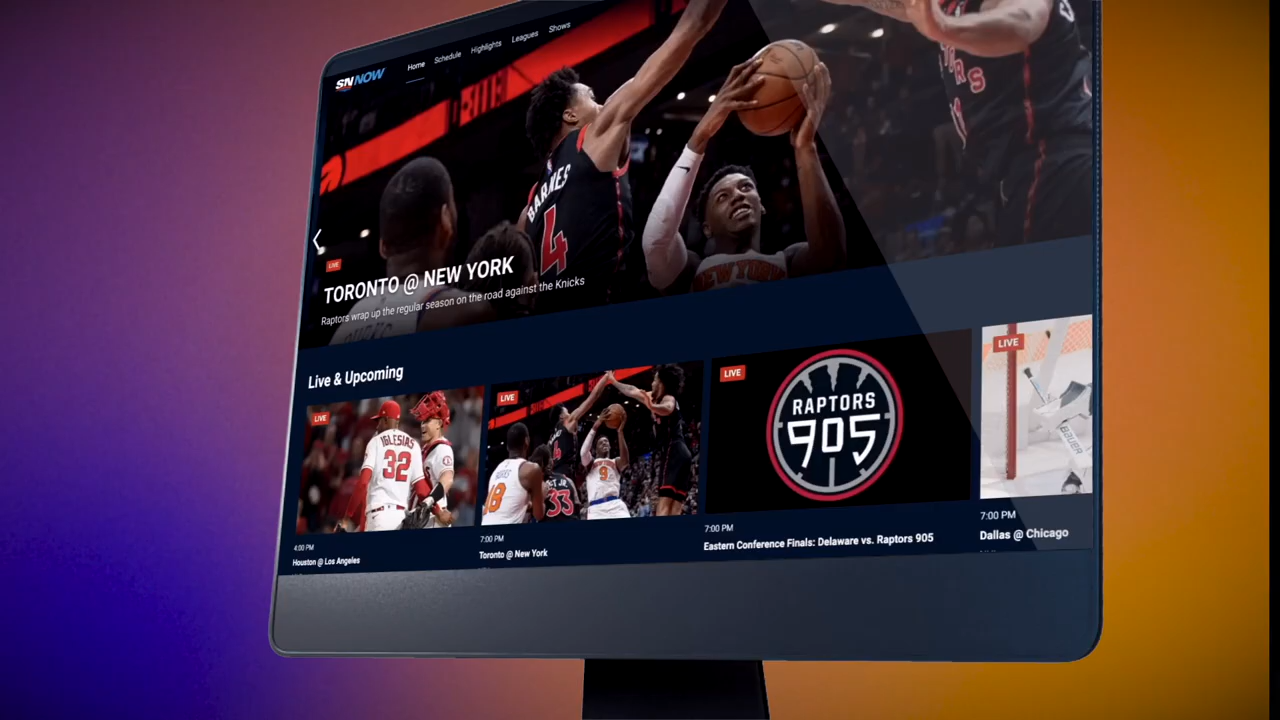 SN NOW
Home Schedule Highlights Leagues Shows
BARNES
4
LIVE
TORONTO @ NEW YORK
Raptors wrap up the regular season on the road against the Knicks
NEW YORK
Live & Upcoming
LIVE
IGLESIAS
32
4:00 PM
Houston @ Los Angeles
LIVE
33
9
7:00 PM
Toronto @ New York
LIVE
RAPTORS
905
7:00 PM
Eastern Conference Finals: Delaware vs. Raptors 905
LIVE
BAUER
7:00 PM
Dallas @ Chicago